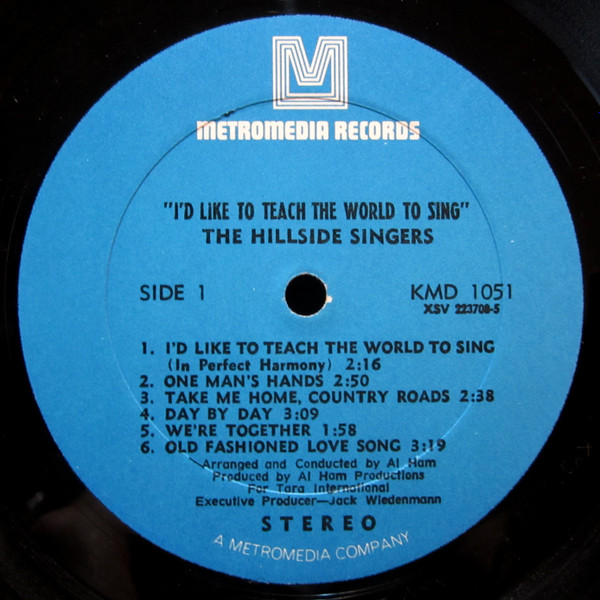 M
METROMEDIA RECORDS
"I'D LIKE TO TEACH THE WORLD TO SING"
THE HILLSIDE SINGERS
SIDE 1
KMD 1051
XSV 223708-5
1. I'D LIKE TO TEACH THE WORLD TO SING
(In Perfect Harmony) 2:16
2. ONE MAN'S HANDS 2:50
3. TAKE ME HOME, COUNTRY ROADS 2:38
4. DAY BY DAY 3:09
5. WE'RE TOGETHER 1:58
6. OLD FASHIONED LOVE SONG 3:19
Arranged and Conducted by Al Ham
Produced by Al Ham Productions
For Tara International
Executive Producer—Jack Wiedenmann
STEREO
A METROMEDIA COMPANY